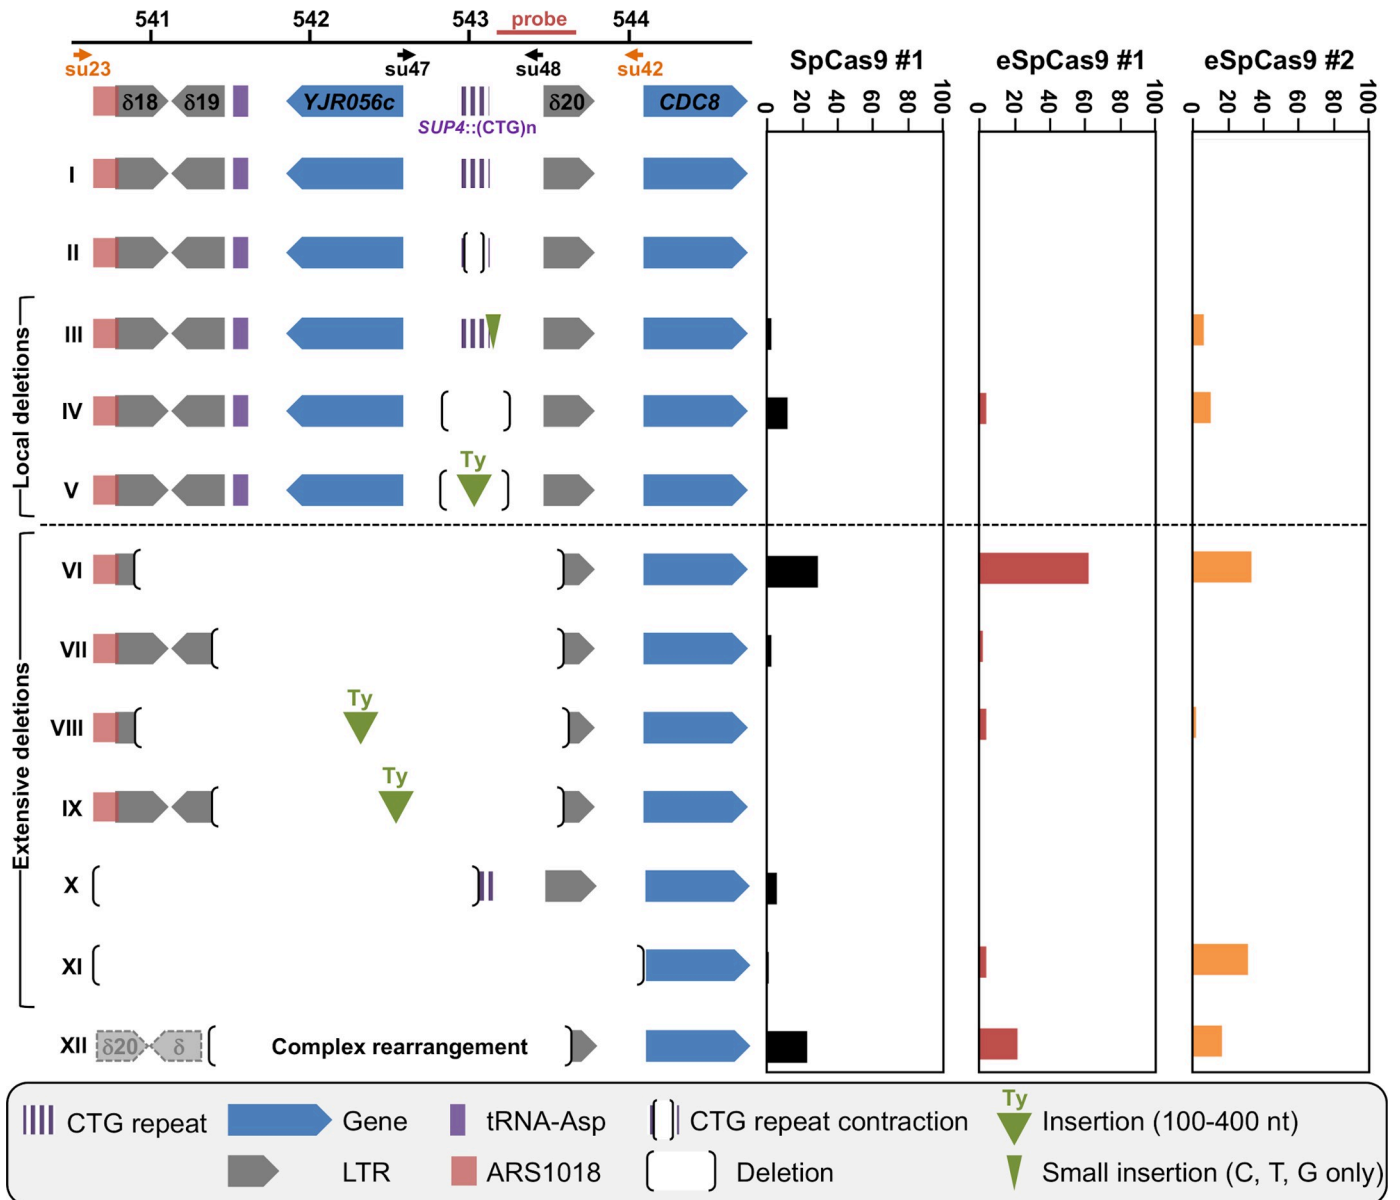 541 542 543 probe 544
su23 su47 su48 su42
SpCas9 #1 eSpCas9 #1 eSpCas9 #2
0 20 40 60 80 100 0 20 40 60 80 100 0 20 40 60 80 100
δ18 δ19 YJR056c δ20 CDC8
SUP4::(CTG)n
I
II
Local deletions
III
IV
Ty
V
Extensive deletions
VI
VII
Ty
VIII
Ty
IX
X
XI
XII δ20 δ Complex rearrangement
CTG repeat Gene tRNA-Asp CTG repeat contraction Ty Insertion (100-400 nt)
LTR ARS1018 Deletion Small insertion (C, T, G only)